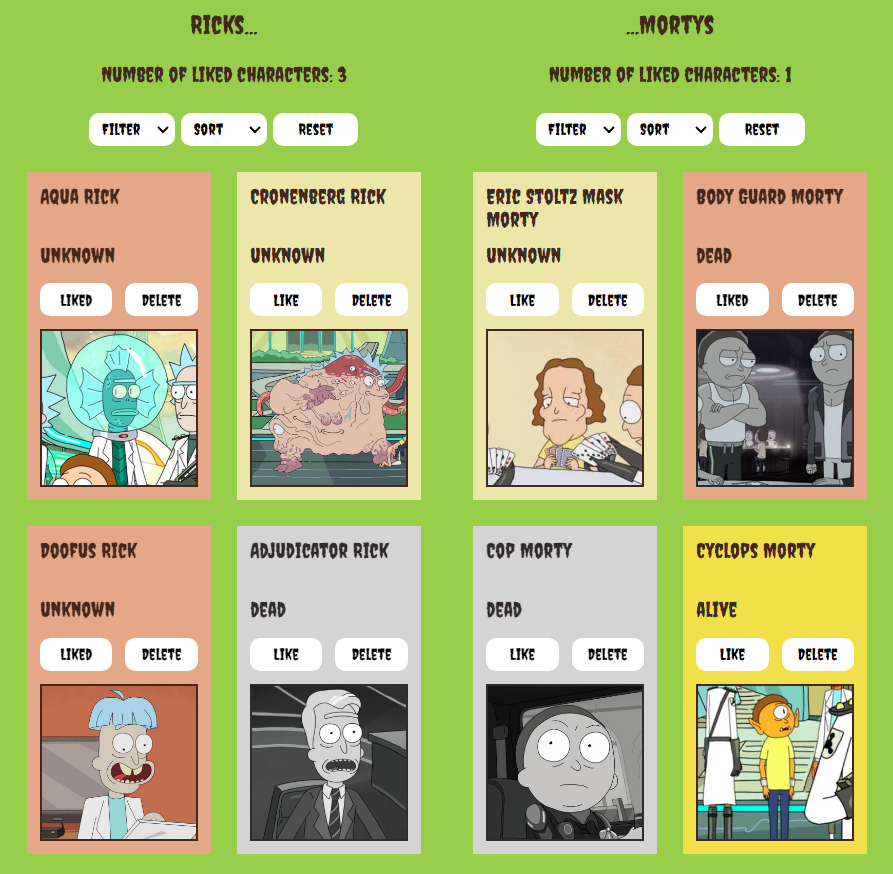 RICKS...
NUMBER OF LIKED CHARACTERS: 3
FILTER SORT RESET
AQUA RICK
UNKNOWN
LIKED DELETE
CRONENBERG RICK
UNKNOWN
LIKE DELETE
DOOFUS RICK
UNKNOWN
LIKED DELETE
ADJUDICATOR RICK
DEAD
LIKE DELETE
...MORTYS
NUMBER OF LIKED CHARACTERS: 1
FILTER SORT RESET
ERIC STOLTZ MASK
MORTY
UNKNOWN
LIKE DELETE
BODY GUARD MORTY
DEAD
LIKED DELETE
COP MORTY
DEAD
LIKE DELETE
CYCLOPS MORTY
ALIVE
LIKE DELETE